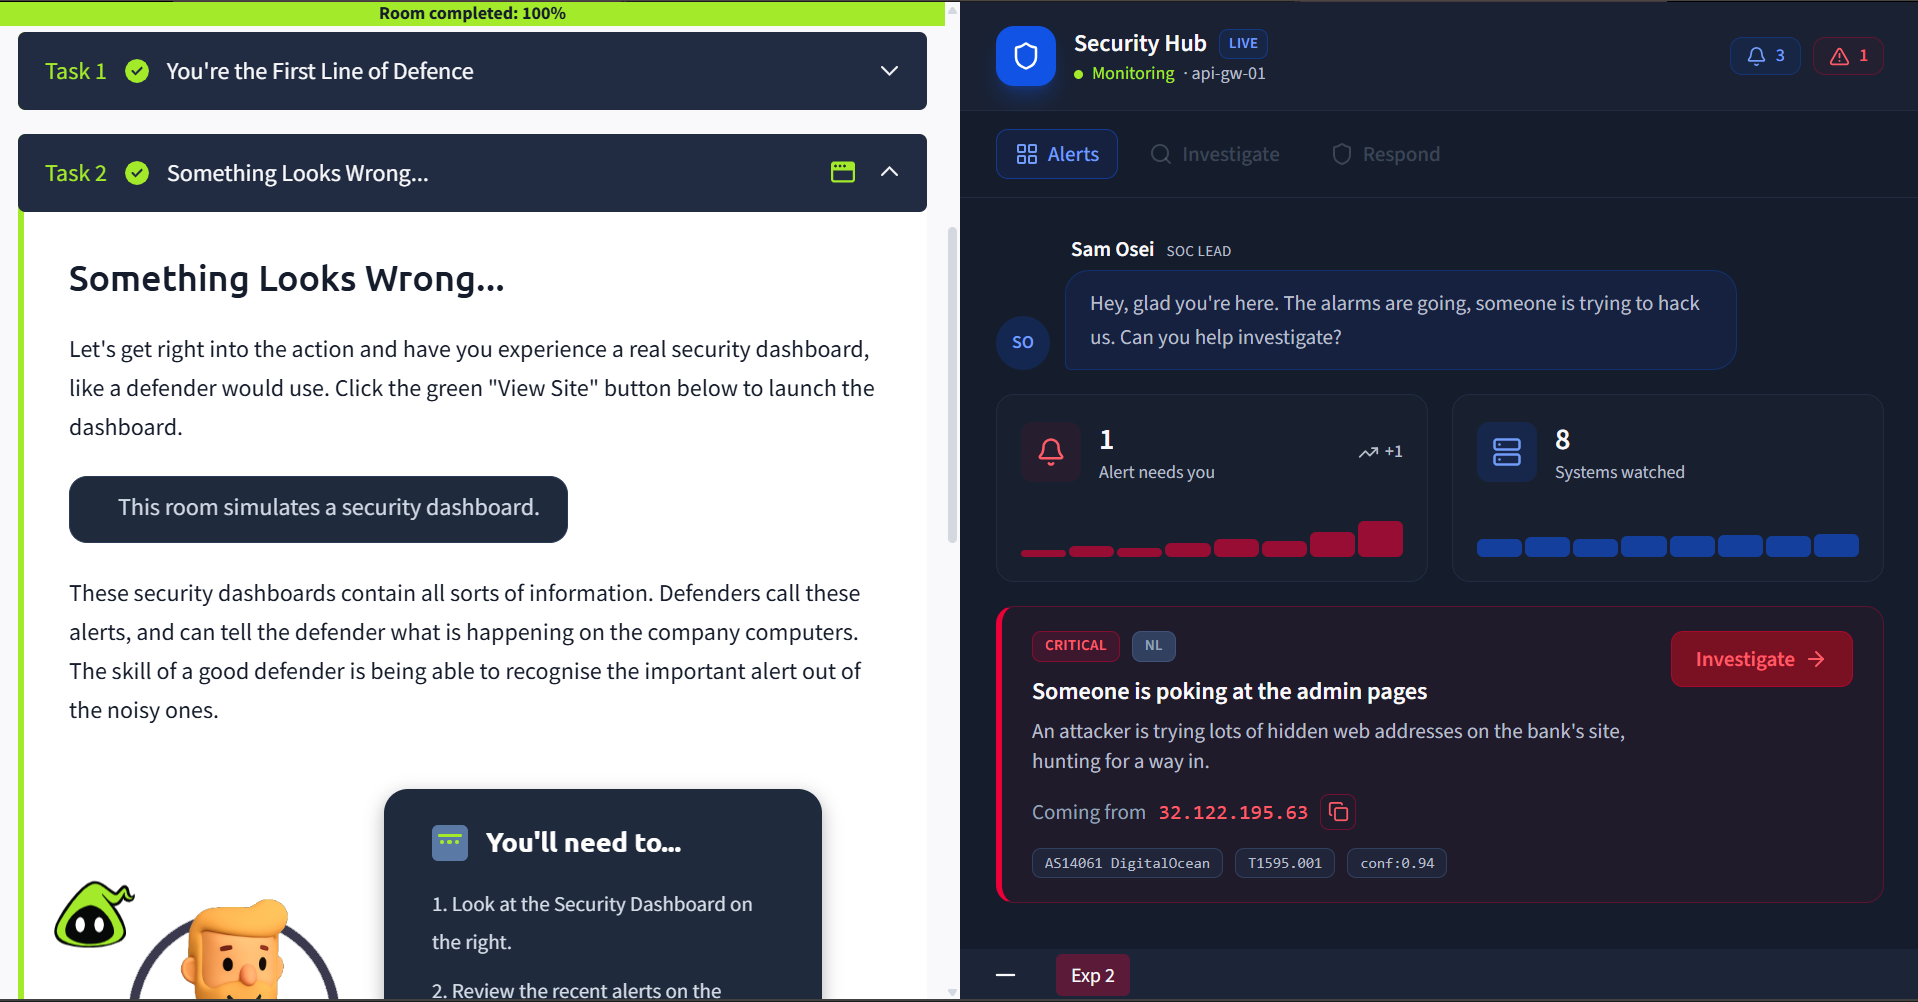 Room completed: 100%
Task 1 You're the First Line of Defence
Task 2 Something Looks Wrong...
Something Looks Wrong...
Let's get right into the action and have you experience a real security dashboard,
like a defender would use. Click the green "View Site" button below to launch the
dashboard.
This room simulates a security dashboard.
These security dashboards contain all sorts of information. Defenders call these
alerts, and can tell the defender what is happening on the company computers.
The skill of a good defender is being able to recognise the important alert out of
the noisy ones.
You'll need to...
1. Look at the Security Dashboard on
the right.
2. Review the recent alerts on the
Security Hub LIVE
Monitoring · api-gw-01
3
1
Alerts Investigate Respond
Sam Osei SOC LEAD
SO
Hey, glad you're here. The alarms are going, someone is trying to hack
us. Can you help investigate?
1
Alert needs you
+1
8
Systems watched
CRITICAL NL
Investigate
Someone is poking at the admin pages
An attacker is trying lots of hidden web addresses on the bank's site,
hunting for a way in.
Coming from 32.122.195.63
AS14061 DigitalOcean T1595.001 conf:0.94
Exp 2